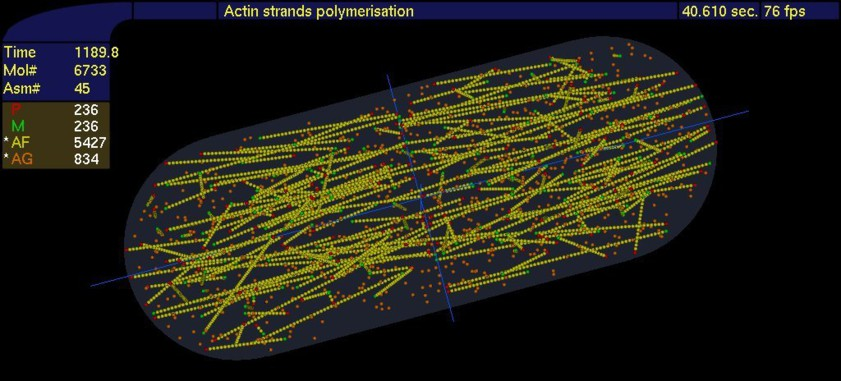 Actin strands polymerisation 40.610 sec. 76 fps
Time 1189.8
Mol# 6733
Asm# 45
P 236
M 236
*AF 5427
*AG 834